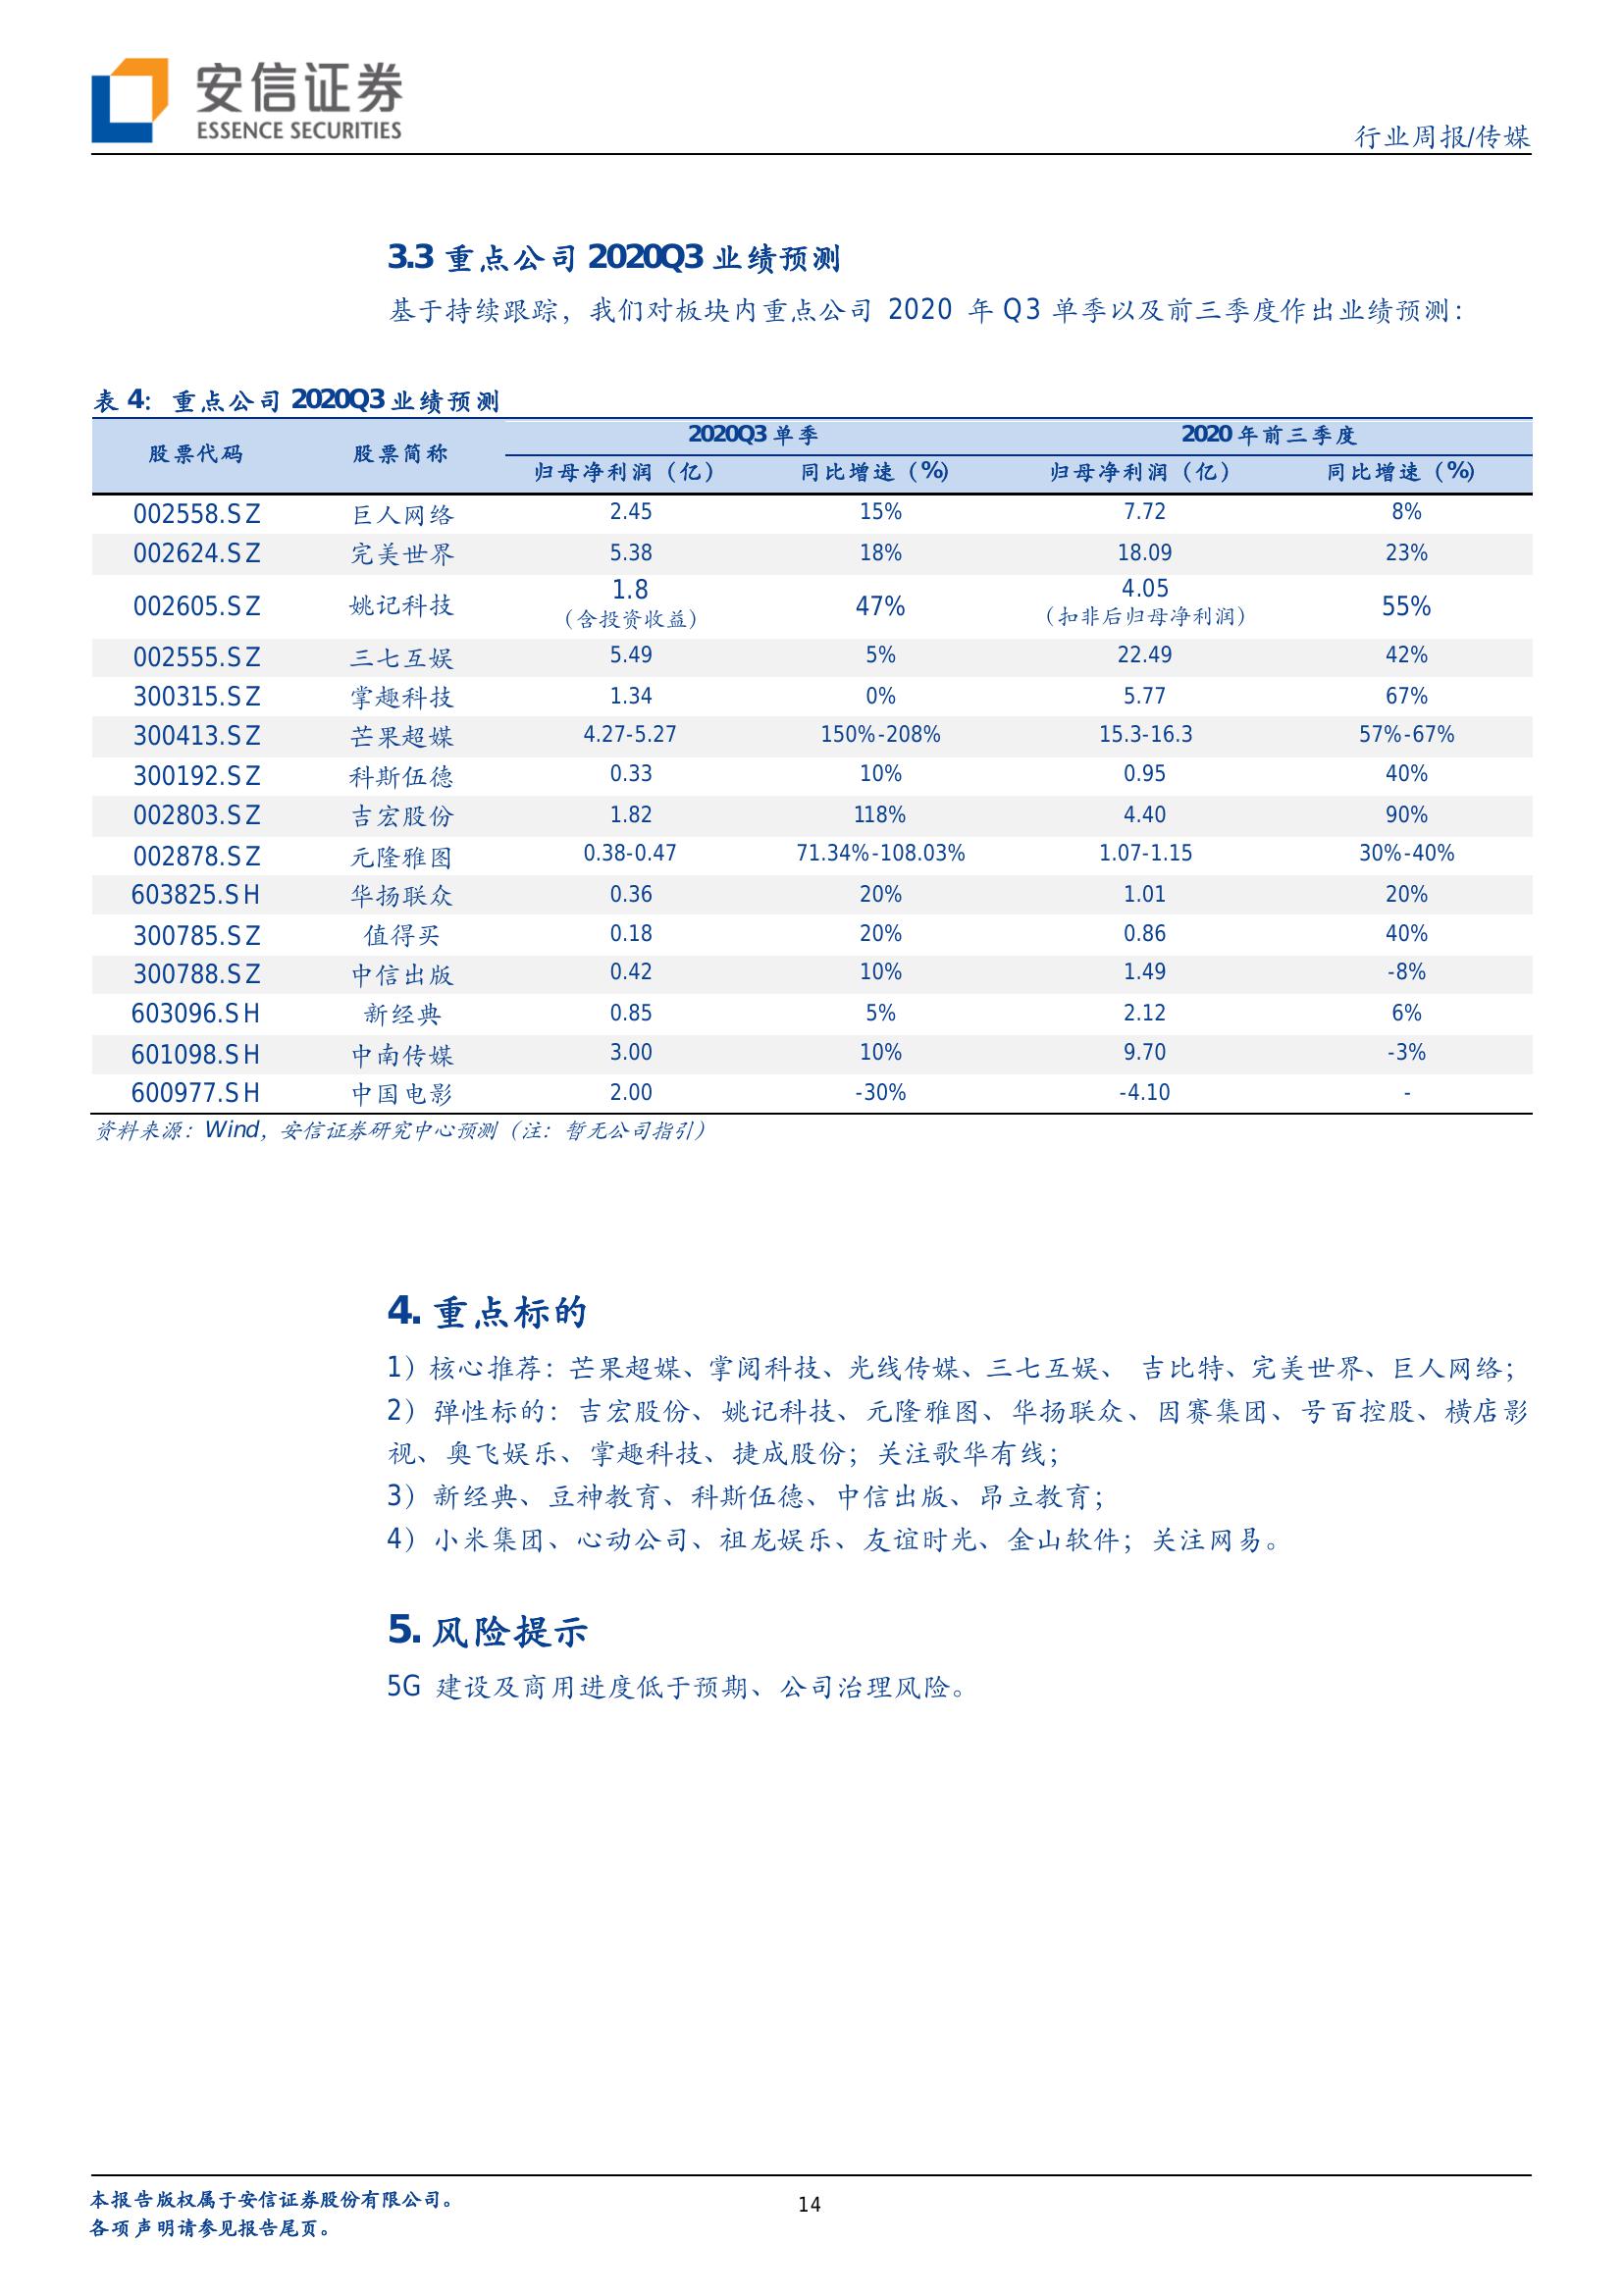 安信证券
ESSENCE SECURITIES
行业周报/传媒
3.3 重点公司 2020Q3 业绩预测
基于持续跟踪，我们对板块内重点公司 2020 年 Q3 单季以及前三季度作出业绩预测：
表 4：重点公司 2020Q3 业绩预测
股票代码 股票简称 2020Q3 单季 2020 年前三季度
归母净利润（亿） 同比增速（%） 归母净利润（亿） 同比增速（%）
002558.SZ 巨人网络 2.45 15% 7.72 8%
002624.SZ 完美世界 5.38 18% 18.09 23%
002605.SZ 姚记科技 1.8 （含投资收益） 47% 4.05 （扣非后归母净利润） 55%
002555.SZ 三七互娱 5.49 5% 22.49 42%
300315.SZ 掌趣科技 1.34 0% 5.77 67%
300413.SZ 芒果超媒 4.27-5.27 150%-208% 15.3-16.3 57%-67%
300192.SZ 科斯伍德 0.33 10% 0.95 40%
002803.SZ 吉宏股份 1.82 118% 4.40 90%
002878.SZ 元隆雅图 0.38-0.47 71.34%-108.03% 1.07-1.15 30%-40%
603825.SH 华扬联众 0.36 20% 1.01 20%
300785.SZ 值得买 0.18 20% 0.86 40%
300788.SZ 中信出版 0.42 10% 1.49 -8%
603096.SH 新经典 0.85 5% 2.12 6%
601098.SH 中南传媒 3.00 10% 9.70 -3%
600977.SH 中国电影 2.00 -30% -4.10 -
资料来源：Wind，安信证券研究中心预测（注：暂无公司指引）
4. 重点标的
1）核心推荐：芒果超媒、掌阅科技、光线传媒、三七互娱、 吉比特、完美世界、巨人网络；
2）弹性标的：吉宏股份、姚记科技、元隆雅图、华扬联众、因赛集团、号百控股、横店影
视、奥飞娱乐、掌趣科技、捷成股份；关注歌华有线；
3）新经典、豆神教育、科斯伍德、中信出版、昂立教育；
4）小米集团、心动公司、祖龙娱乐、友谊时光、金山软件；关注网易。
5. 风险提示
5G 建设及商用进度低于预期、公司治理风险。
本报告版权属于安信证券股份有限公司。
14
各项声明请参见报告尾页。